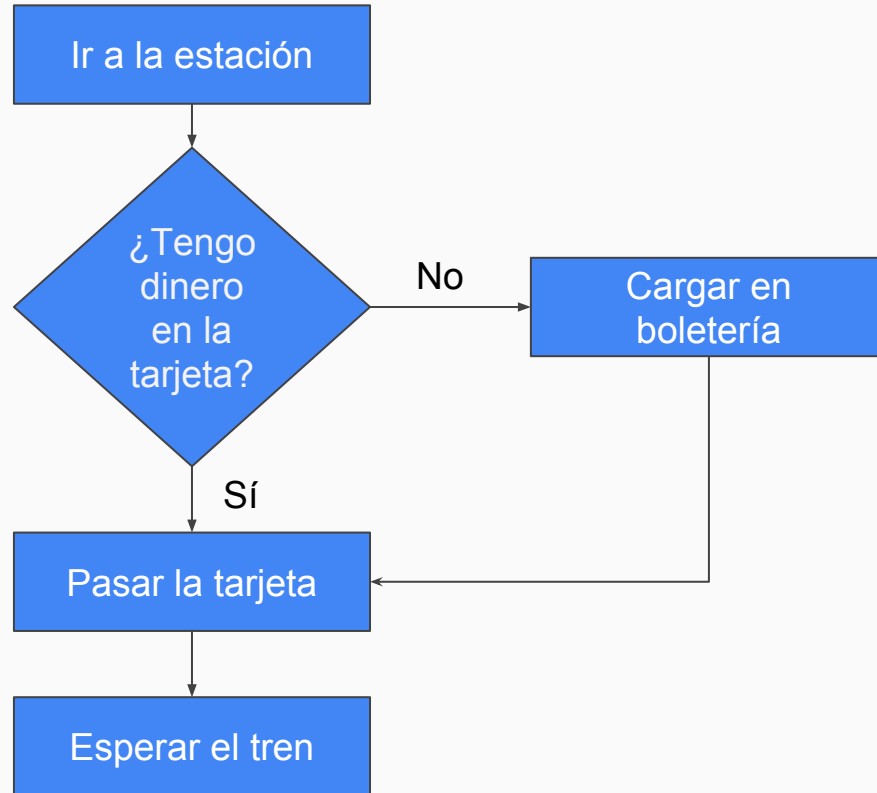 Ir a la estación
¿Tengo
dinero
en la
tarjeta?
No
Cargar en
boletería
Sí
Pasar la tarjeta
Esperar el tren